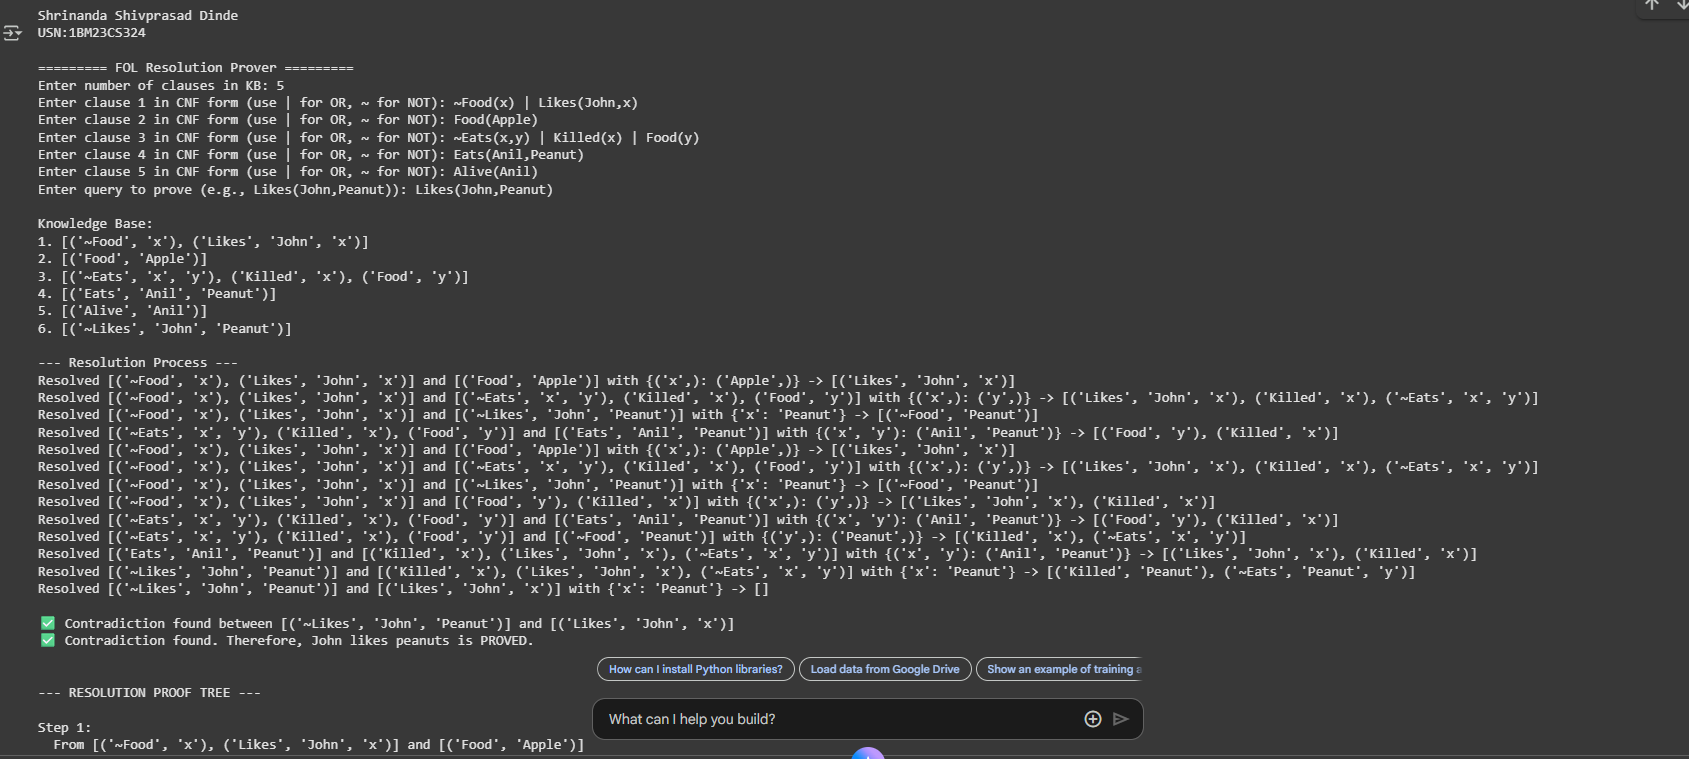 Shrinanda Shivprasad Dinde
USN:1BM23CS324
========= FOL Resolution Prover =========
Enter number of clauses in KB: 5
Enter clause 1 in CNF form (use | for OR, ~ for NOT): ~Food(x) | Likes(John,x)
Enter clause 2 in CNF form (use | for OR, ~ for NOT): Food(Apple)
Enter clause 3 in CNF form (use | for OR, ~ for NOT): ~Eats(x,y) | Killed(x) | Food(y)
Enter clause 4 in CNF form (use | for OR, ~ for NOT): Eats(Anil,Peanut)
Enter clause 5 in CNF form (use | for OR, ~ for NOT): Alive(Anil)
Enter query to prove (e.g., Likes(John,Peanut)): Likes(John,Peanut)
Knowledge Base:
1. [('~Food', 'x'), ('Likes', 'John', 'x')]
2. [('Food', 'Apple')]
3. [('~Eats', 'x', 'y'), ('Killed', 'x'), ('Food', 'y')]
4. [('Eats', 'Anil', 'Peanut')]
5. [('Alive', 'Anil')]
6. [('~Likes', 'John', 'Peanut')]
--- Resolution Process ---
Resolved [('~Food', 'x'), ('Likes', 'John', 'x')] and [('Food', 'Apple')] with {('x',): ('Apple',)} -> [('Likes', 'John', 'x')]
Resolved [('~Food', 'x'), ('Likes', 'John', 'x')] and [('~Eats', 'x', 'y'), ('Killed', 'x'), ('Food', 'y')] with {('x',): ('y',)} -> [('Likes', 'John', 'x'), ('Killed', 'x'), ('~Eats', 'x', 'y')]
Resolved [('~Food', 'x'), ('Likes', 'John', 'x')] and [('~Likes', 'John', 'Peanut')] with {'x': 'Peanut'} -> [('~Food', 'Peanut')]
Resolved [('~Eats', 'x', 'y'), ('Killed', 'x'), ('Food', 'y')] and [('Eats', 'Anil', 'Peanut')] with {('x', 'y'): ('Anil', 'Peanut')} -> [('Food', 'y'), ('Killed', 'x')]
Resolved [('~Food', 'x'), ('Likes', 'John', 'x')] and [('Food', 'Apple')] with {('x',): ('Apple',)} -> [('Likes', 'John', 'x')]
Resolved [('~Food', 'x'), ('Likes', 'John', 'x')] and [('~Eats', 'x', 'y'), ('Killed', 'x'), ('Food', 'y')] with {('x',): ('y',)} -> [('Likes', 'John', 'x'), ('Killed', 'x'), ('~Eats', 'x', 'y')]
Resolved [('~Food', 'x'), ('Likes', 'John', 'x')] and [('~Likes', 'John', 'Peanut')] with {'x': 'Peanut'} -> [('~Food', 'Peanut')]
Resolved [('~Food', 'x'), ('Likes', 'John', 'x')] and [('Food', 'y'), ('Killed', 'x')] with {('x',): ('y',)} -> [('Likes', 'John', 'x'), ('Killed', 'x')]
Resolved [('~Eats', 'x', 'y'), ('Killed', 'x'), ('Food', 'y')] and [('Eats', 'Anil', 'Peanut')] with {('x', 'y'): ('Anil', 'Peanut')} -> [('Food', 'y'), ('Killed', 'x')]
Resolved [('~Eats', 'x', 'y'), ('Killed', 'x'), ('Food', 'y')] and [('~Food', 'Peanut')] with {('y',): ('Peanut',)} -> [('Killed', 'x'), ('~Eats', 'x', 'y')]
Resolved [('Eats', 'Anil', 'Peanut')] and [('Killed', 'x'), ('Likes', 'John', 'x'), ('~Eats', 'x', 'y')] with {('x', 'y'): ('Anil', 'Peanut')} -> [('Likes', 'John', 'x'), ('Killed', 'x')]
Resolved [('~Likes', 'John', 'Peanut')] and [('Killed', 'x'), ('Likes', 'John', 'x'), ('~Eats', 'x', 'y')] with {'x': 'Peanut'} -> [('Killed', 'Peanut'), ('~Eats', 'Peanut', 'y')]
Resolved [('~Likes', 'John', 'Peanut')] and [('Likes', 'John', 'x')] with {'x': 'Peanut'} -> []
✅ Contradiction found between [('~Likes', 'John', 'Peanut')] and [('Likes', 'John', 'x')]
✅ Contradiction found. Therefore, John likes peanuts is PROVED.
How can I install Python libraries? Load data from Google Drive Show an example of training
--- RESOLUTION PROOF TREE ---
What can I help you build?
Step 1:
From [('~Food', 'x'), ('Likes', 'John', 'x')] and [('Food', 'Apple')]